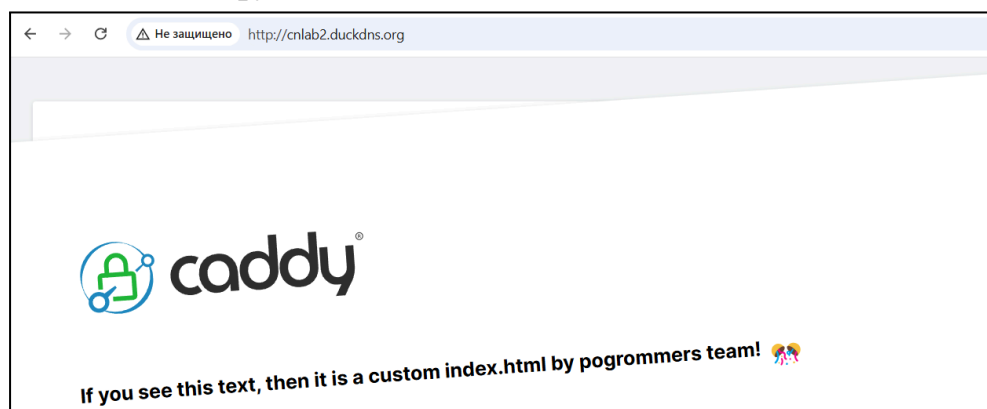 Не защищено http://cnlab2.duckdns.org
caddy®
If you see this text, then it is a custom index.html by pogrommers team!